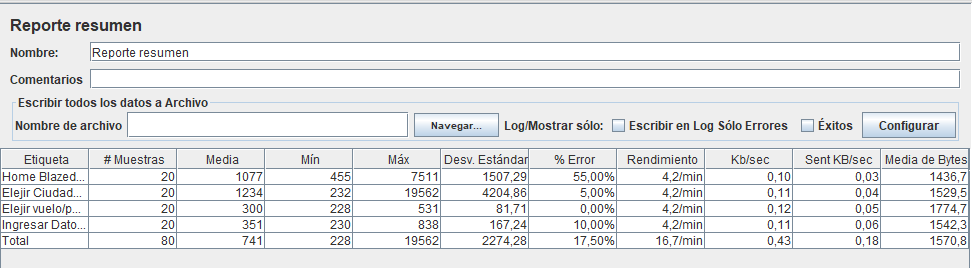 Reporte resumen
Nombre: Reporte resumen
Comentarios
Escribir todos los datos a Archivo
Nombre de archivo Navegar... Log/Mostrar sólo: Escribir en Log Sólo Errores Éxitos Configurar
Etiqueta # Muestras Media Mín Máx Desv. Estándar % Error Rendimiento Kb/sec Sent KB/sec Media de Bytes
Home Blazed... 20 1077 455 7511 1507,29 55,00% 4,2/min 0,10 0,03 1436,7
Elejir Ciudad... 20 1234 232 19562 4204,86 5,00% 4,2/min 0,11 0,04 1529,5
Elejir vuelo/p... 20 300 228 531 81,71 0,00% 4,2/min 0,12 0,05 1774,7
Ingresar Dato... 20 351 230 838 167,24 10,00% 4,2/min 0,11 0,06 1542,3
Total 80 741 228 19562 2274,28 17,50% 16,7/min 0,43 0,18 1570,8